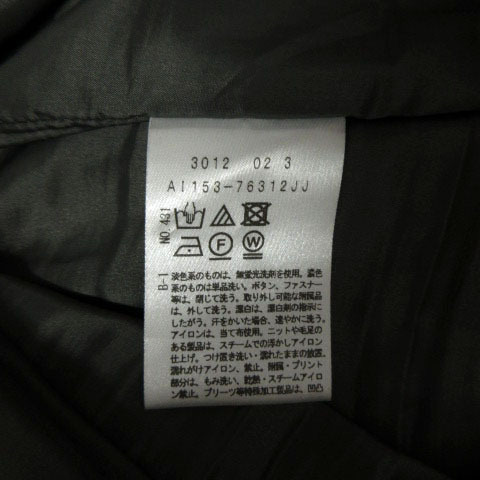 3012 02 3
AI153-76312JJ
NO.431
F W
B-1
淡色系のものは、無蛍光洗剤を使用。濃色
系のものは単品洗い。ボタン、ファスナー
等は、閉じて洗う。取り外し可能な附属品
は、外して洗う。漂白は、漂白剤の指示に
したがう。汗をかいた場合、速やかに洗う。
アイロンは、当て布使用。ニットや毛足の
ある製品は、スチームでの浮かしアイロン
仕上げ。つけ置き洗い・濡れたままの放置、
濡れがけアイロン、禁止。附属・プリント
部分は、もみ洗い、乾熱・スチームアイロ
ン禁止。プリーツ等特殊加工製品は、凹凸